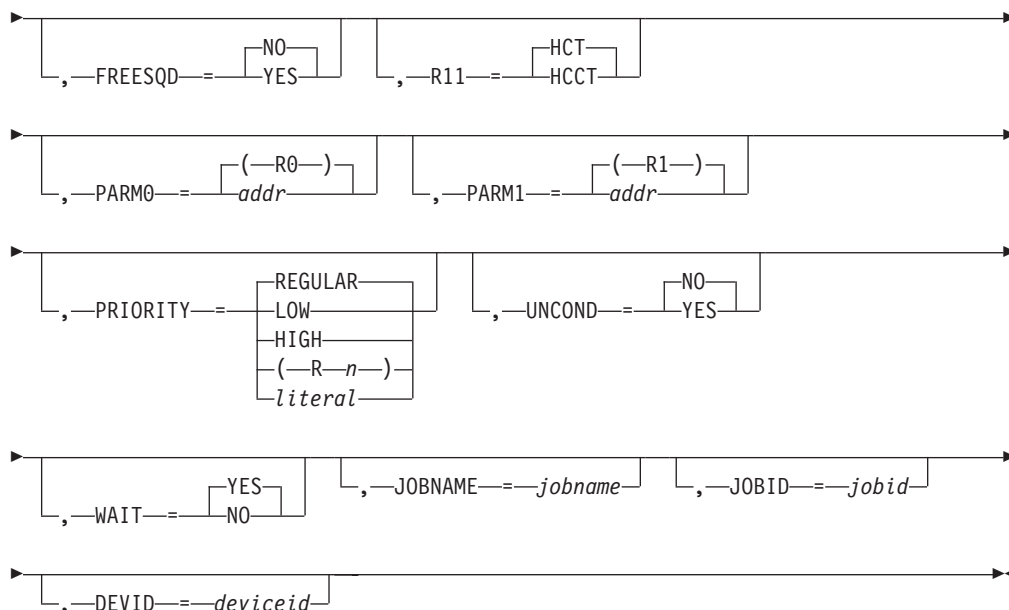 NO HCT
, FREESQD = YES , R11 = HCCT
( R0 ) ( R1 )
, PARM0 = addr , PARM1 = addr
REGULAR NO
, PRIORITY = LOW , UNCOND = YES
HIGH
( R n )
literal
YES , JOBNAME = jobname , JOBID = jobid
, WAIT = NO
, DEVID = deviceid